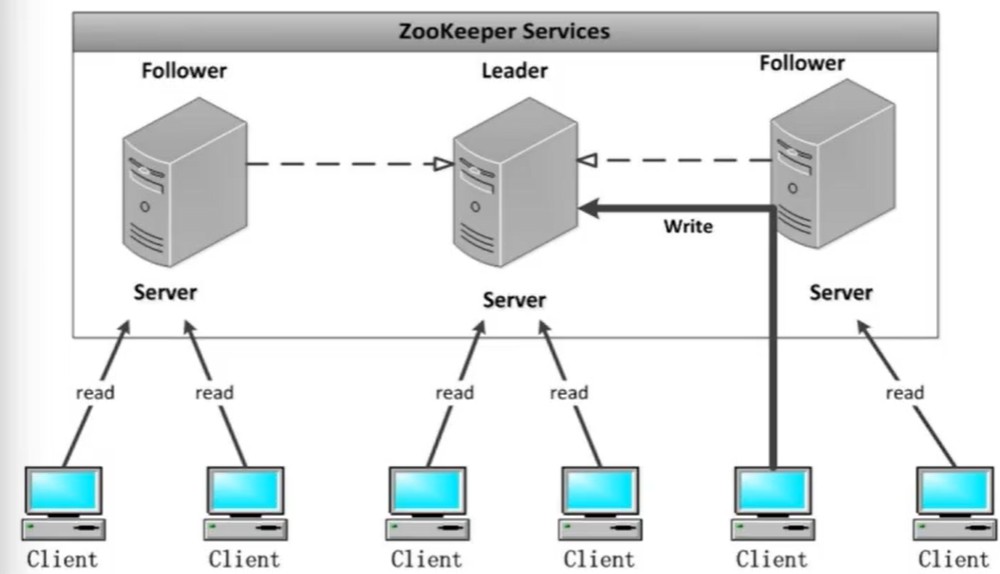 ZooKeeper Services
Follower
Leader
Follower
Write
Server
Server
Server
read
read
read
read
read
Client
Client
Client
Client
Client
Client